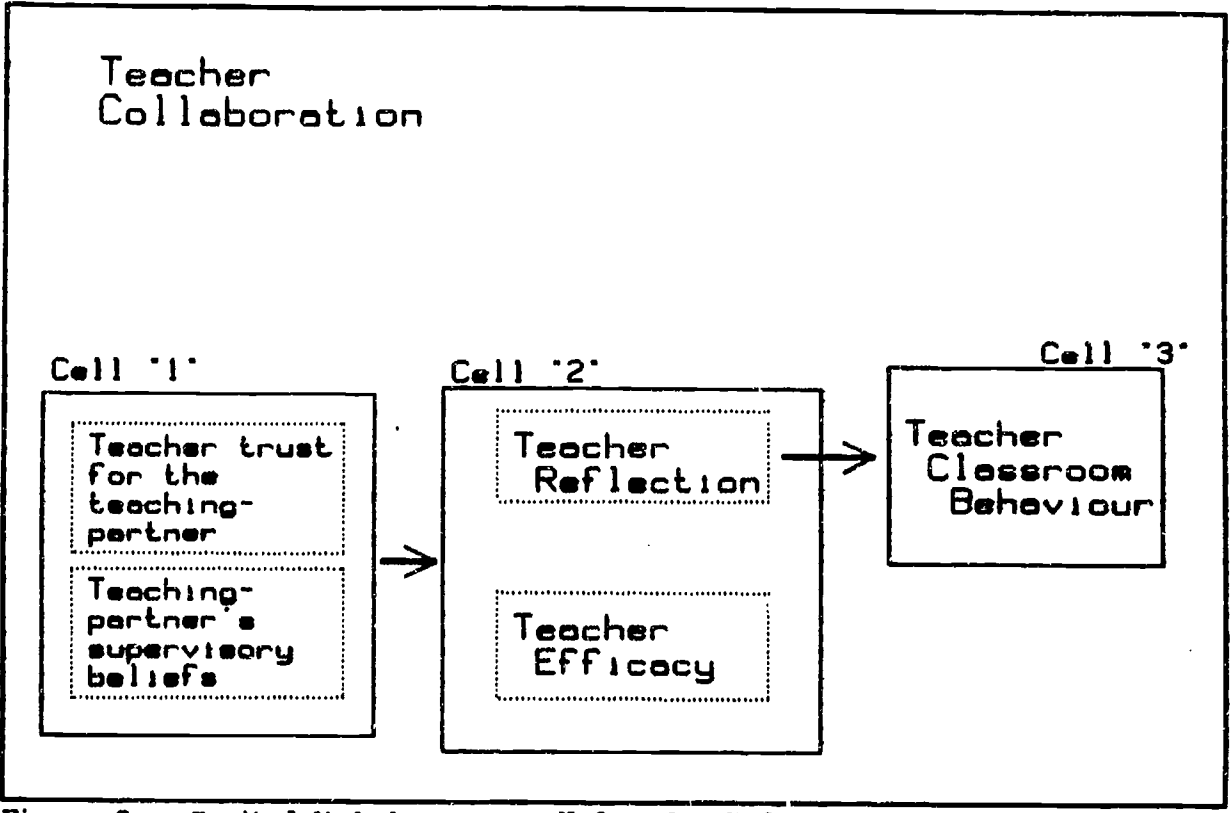 Teacher
Collaboration
Cell "1"
Teacher trust
for the
teaching-
partner
Teaching-
partner's
supervisory
beliefs
Cell "2"
Teacher
Reflection
Teacher
Efficacy
Cell "3"
Teacher
Classroom
Behaviour